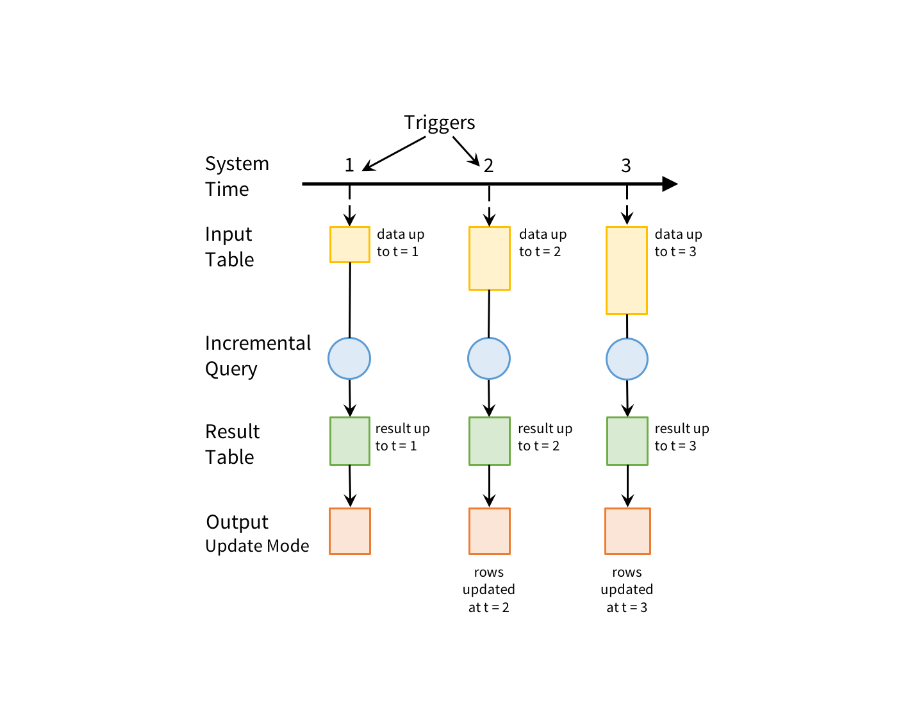 Triggers
System
Time
1
2
3
Input
Table
data up
to t = 1
data up
to t = 2
data up
to t = 3
Incremental
Query
Result
Table
result up
to t = 1
result up
to t = 2
result up
to t = 3
Output
Update Mode
rows
updated
at t = 2
rows
updated
at t = 3